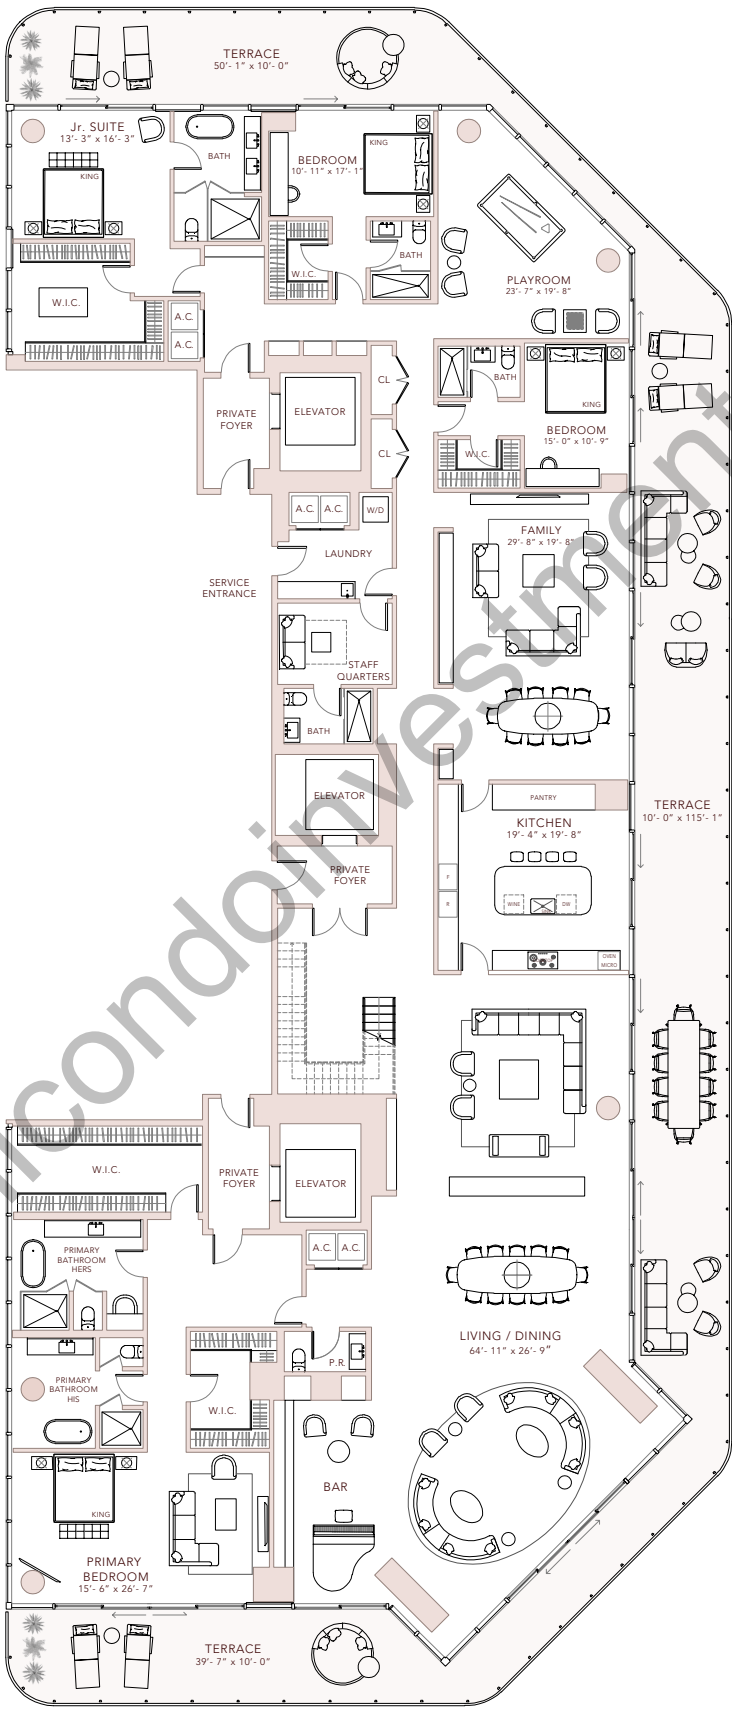 TERRACE
50'- 1" x 10'- 0"
Jr. SUITE
13'- 3" x 16'- 3"
KING
BATH
BEDROOM
10'- 11" x 17'- 1"
KING
W.I.C.
BATH
PLAYROOM
23'- 7" x 19'- 8"
W.I.C.
A.C.
A.C.
PRIVATE
FOYER
ELEVATOR
CL
CL
BATH
KING
BEDROOM
15'- 0" x 10'- 9"
W.I.C.
A.C.
A.C.
W/D
LAUNDRY
FAMILY
29'- 8" x 19'- 8"
SERVICE
ENTRANCE
STAFF
QUARTERS
BATH
ELEVATOR
PRIVATE
FOYER
PANTRY
KITCHEN
19'- 4" x 19'- 8"
F
R
WINE
DW
OVEN
MICRO
TERRACE
10'- 0" x 115'- 1"
icondoinvestment
W.I.C.
PRIVATE
FOYER
ELEVATOR
A.C.
A.C.
PRIMARY
BATHROOM
HERS
PRIMARY
BATHROOM
HIS
P.R.
W.I.C.
LIVING / DINING
64'- 11" x 26'- 9"
BAR
KING
PRIMARY
BEDROOM
15'- 6" x 26'- 7"
TERRACE
39'- 7" x 10'- 0"